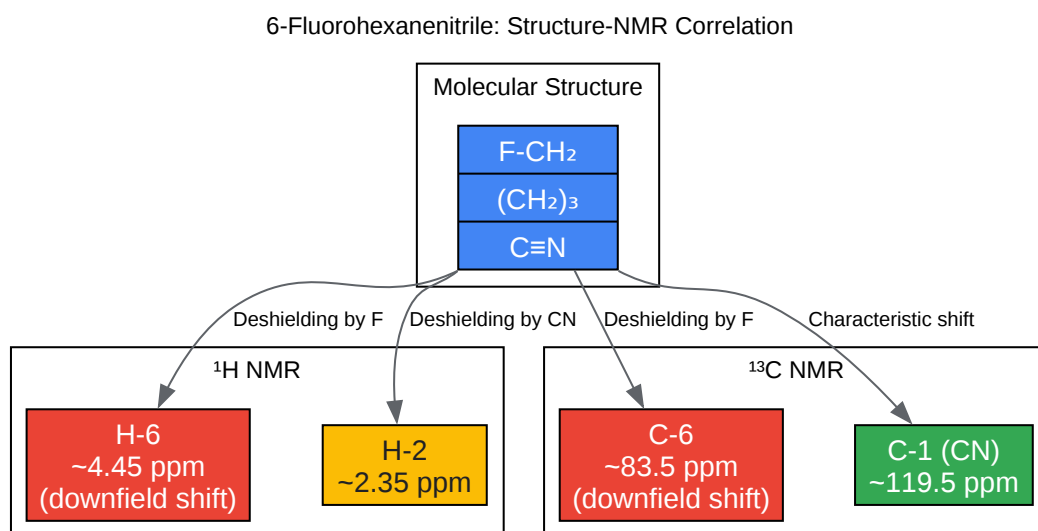 6-Fluorohexanenitrile: Structure-NMR Correlation
Molecular Structure
F-CH₂
(CH₂)₃
C≡N
Deshielding by F
Deshielding by CN
Deshielding by F
Characteristic shift
¹H NMR
¹³C NMR
H-6
~4.45 ppm
(downfield shift)
H-2
~2.35 ppm
C-6
~83.5 ppm
(downfield shift)
C-1 (CN)
~119.5 ppm